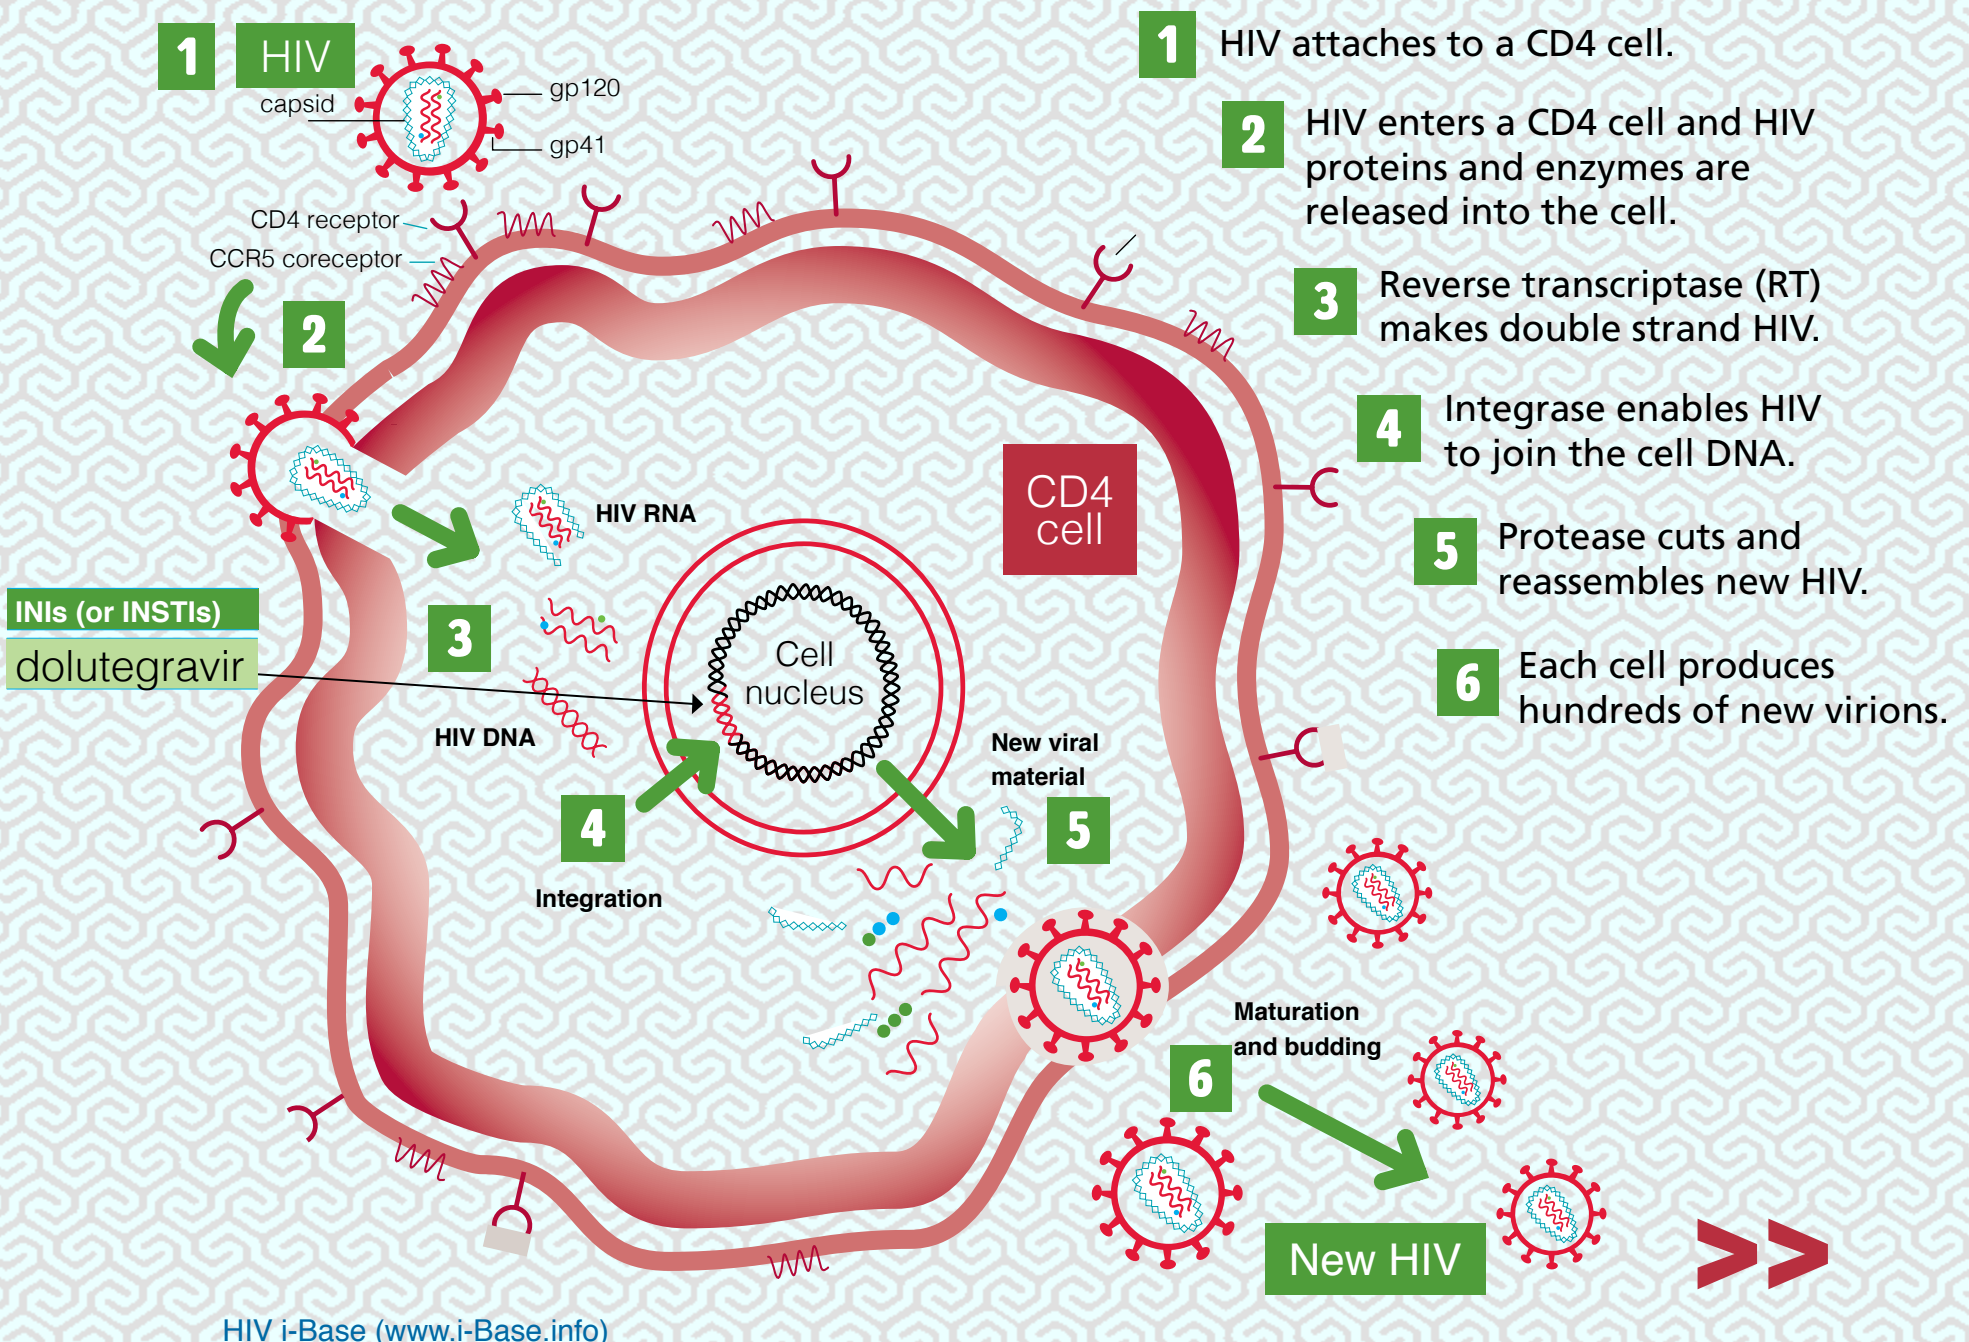 1
HIV
capsid
gp120
gp41
CD4 receptor
CCR5 coreceptor
2
HIV RNA
INIs (or INSTIs)
dolutegravir
3
HIV DNA
Cell
nucleus
CD4
cell
4
Integration
New viral
material
5
Maturation
and budding
6
New HIV
>>
1
HIV attaches to a CD4 cell.
2
HIV enters a CD4 cell and HIV
proteins and enzymes are
released into the cell.
3
Reverse transcriptase (RT)
makes double strand HIV.
4
Integrase enables HIV
to join the cell DNA.
5
Protease cuts and
reassembles new HIV.
6
Each cell produces
hundreds of new virions.
HIV i-Base (www.i-Base.info)